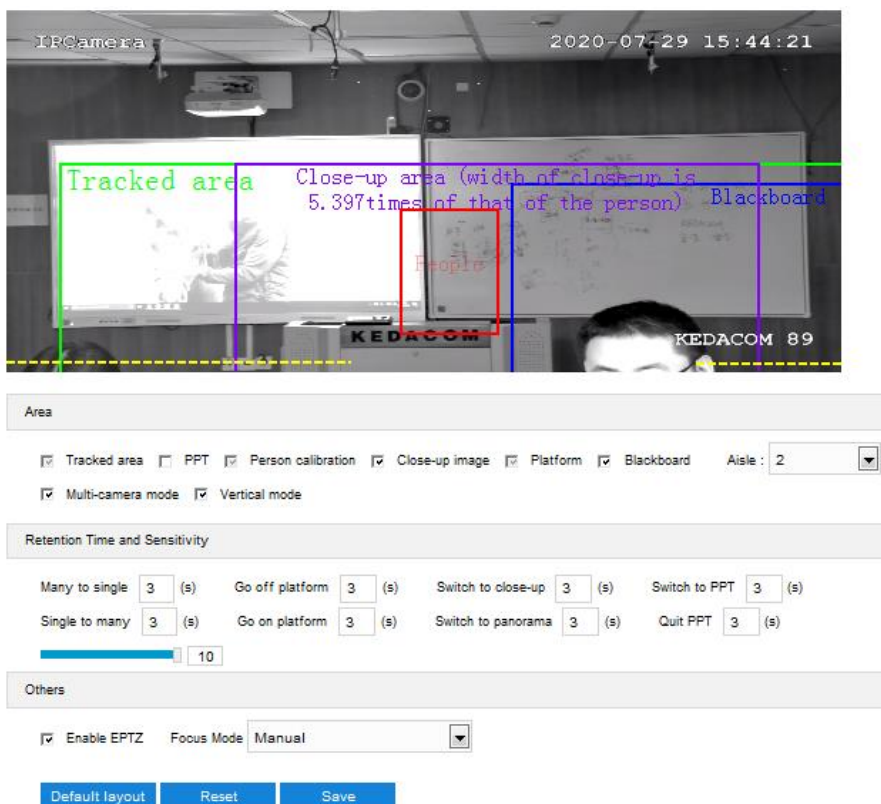 IPCamera 2020-07-29 15:44:21
Tracked area
Close-up area (width of close-up is
5.397times of that of the person)
Blackboard
People
KEDACOM
KEDACOM 89
Area
Tracked area PPT Person calibration Close-up image Platform Blackboard Aisle : 2
Multi-camera mode Vertical mode
Retention Time and Sensitivity
Many to single 3 (s) Go off platform 3 (s) Switch to close-up 3 (s) Switch to PPT 3 (s)
Single to many 3 (s) Go on platform 3 (s) Switch to panorama 3 (s) Quit PPT 3 (s)
10
Others
Enable EPTZ Focus Mode Manual
Default layout Reset Save